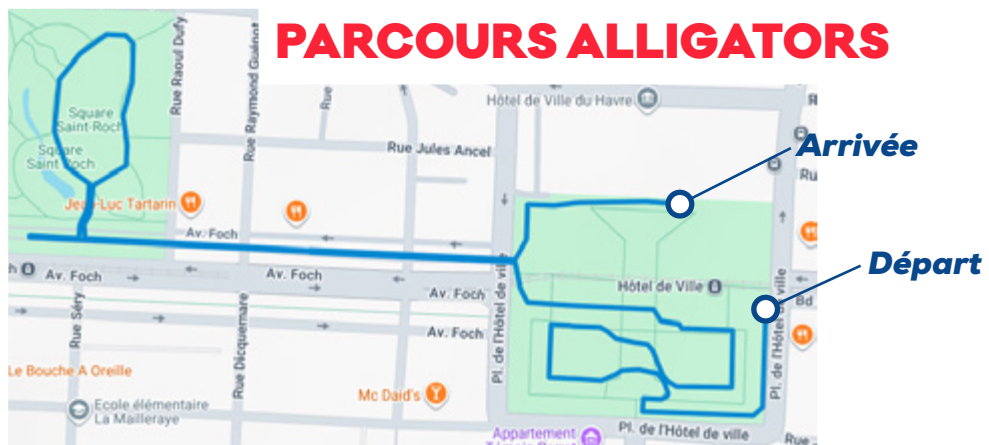 PARCOURS ALLIGATORS
Rue Raoul Dufy
Rue Raymond Guénot
Rue
Hôtel de Ville du Havre
Arrivée
Square
Saint-Roch
Square
Saint Roch
Rue Jules Ancel
Ru
Jean-Luc Tartarin
Av. Foch
Départ
Av. Foch
Av. Foch
Av. Foch
Av. Foch
Hôtel de Ville
Bd
Pl. de l'Hôtel de ville
Pl. de l'Hôtel de ville
Rue Séry
Rue Dicquemare
Le Bouche A Oreille
Mc Daid's
Ecole élémentaire
La Mailleraye
Appartement
Pl. de l'Hôtel de ville
Rue